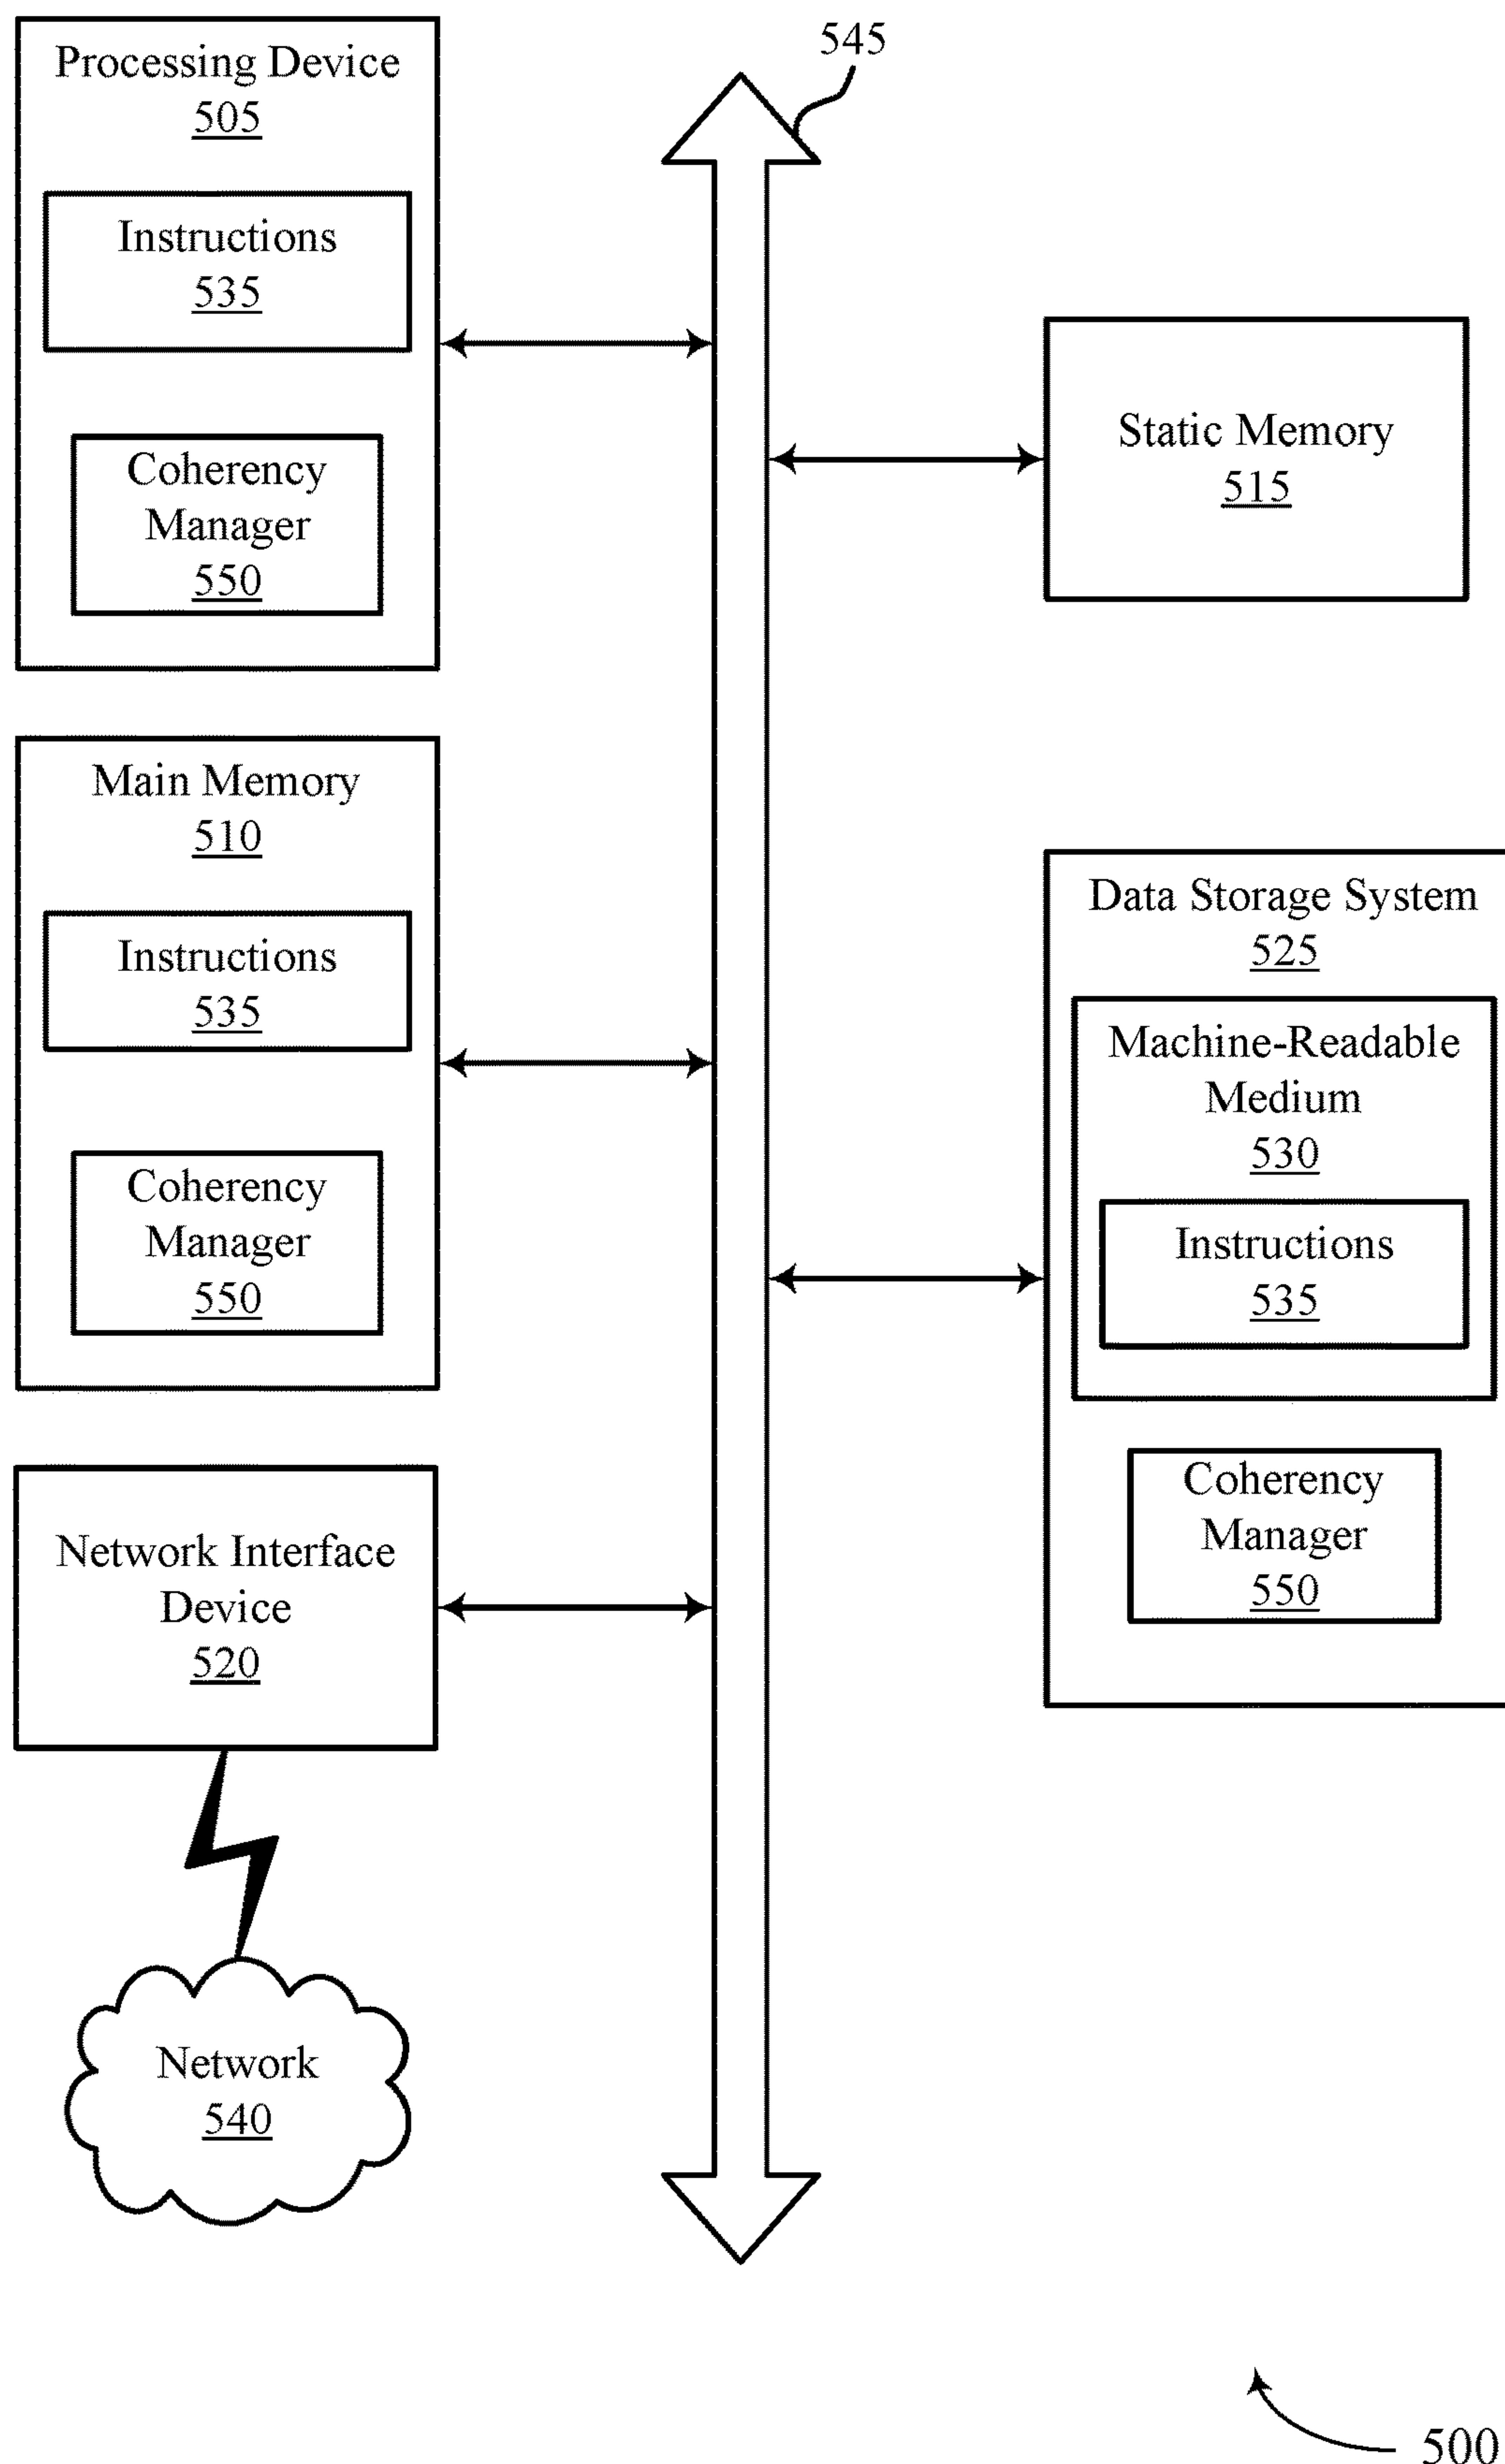 545
Processing Device
505
Instructions
535
Coherency
Manager
550
Static Memory
515
Main Memory
510
Instructions
535
Coherency
Manager
550
Data Storage System
525
Machine-Readable
Medium
530
Instructions
535
Coherency
Manager
550
Network Interface
Device
520
Network
540
500